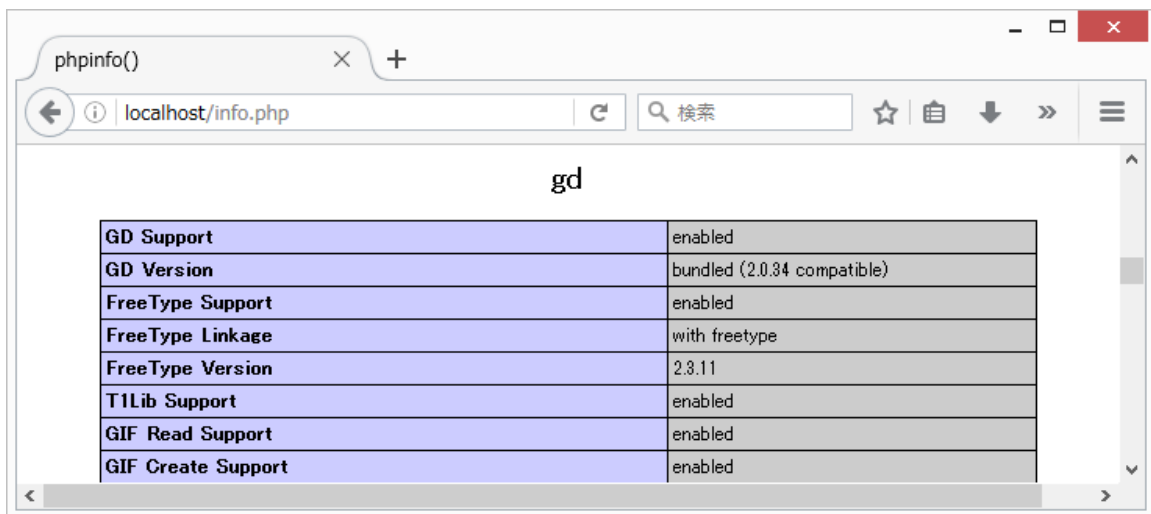 phpinfo()
localhost/info.php
検索
gd
GD Support enabled
GD Version bundled (2.0.34 compatible)
FreeType Support enabled
FreeType Linkage with freetype
FreeType Version 2.3.11
T1Lib Support enabled
GIF Read Support enabled
GIF Create Support enabled